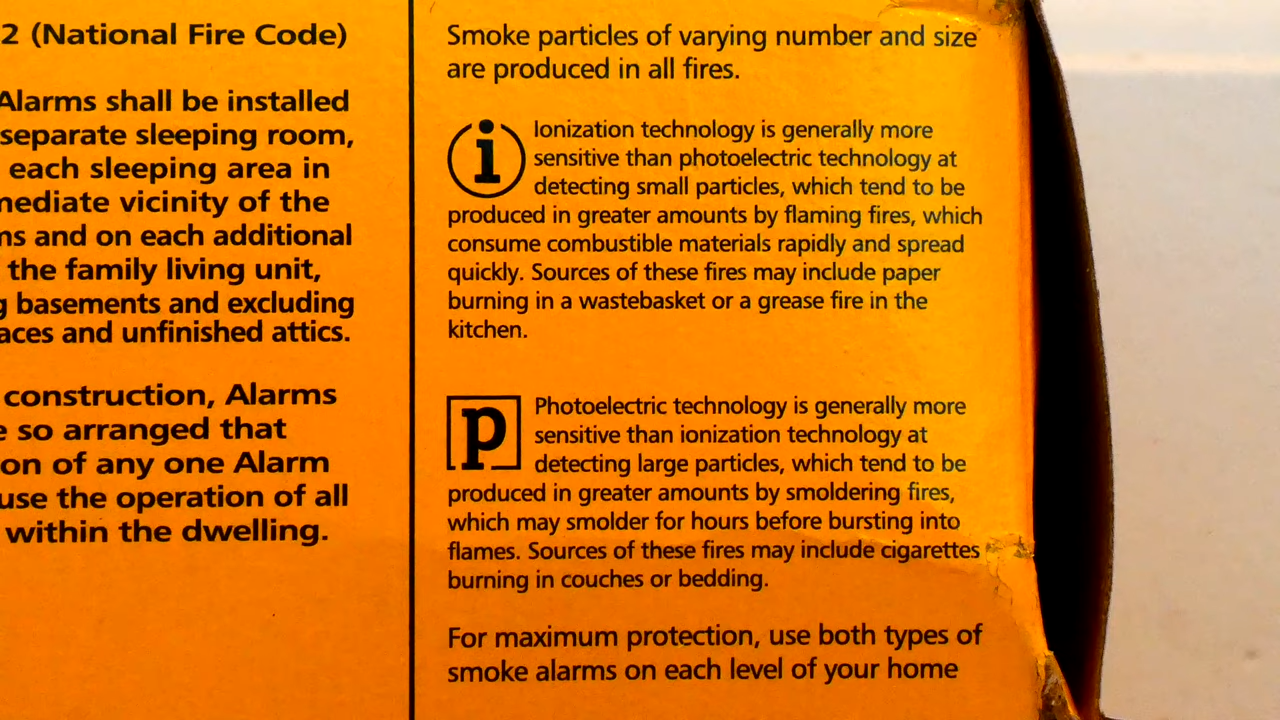 2 (National Fire Code)
Alarms shall be installed
separate sleeping room,
each sleeping area in
mediate vicinity of the
ms and on each additional
the family living unit,
g basements and excluding
aces and unfinished attics.
construction, Alarms
e so arranged that
on of any one Alarm
use the operation of all
within the dwelling.
Smoke particles of varying number and size
are produced in all fires.
i
Ionization technology is generally more
sensitive than photoelectric technology at
detecting small particles, which tend to be
produced in greater amounts by flaming fires, which
consume combustible materials rapidly and spread
quickly. Sources of these fires may include paper
burning in a wastebasket or a grease fire in the
kitchen.
p
Photoelectric technology is generally more
sensitive than ionization technology at
detecting large particles, which tend to be
produced in greater amounts by smoldering fires,
which may smolder for hours before bursting into
flames. Sources of these fires may include cigarettes
burning in couches or bedding.
For maximum protection, use both types of
smoke alarms on each level of your home